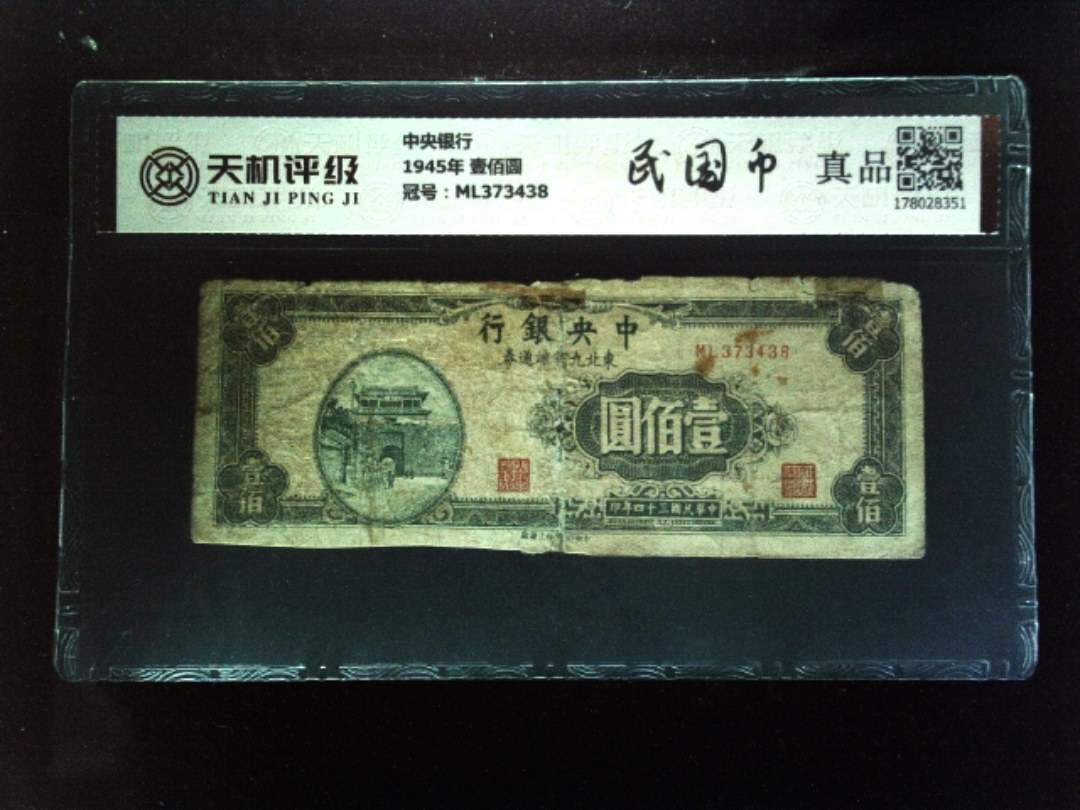 天机评级
TIAN JI PING JI
中央银行
1945年 壹佰圆
冠号：ML373438
民国币
真品
178028351
行銀央中
券通流省九北東
ML373438
圓佰壹
壹佰
壹佰
壹佰
壹佰
印年四十三國民華中